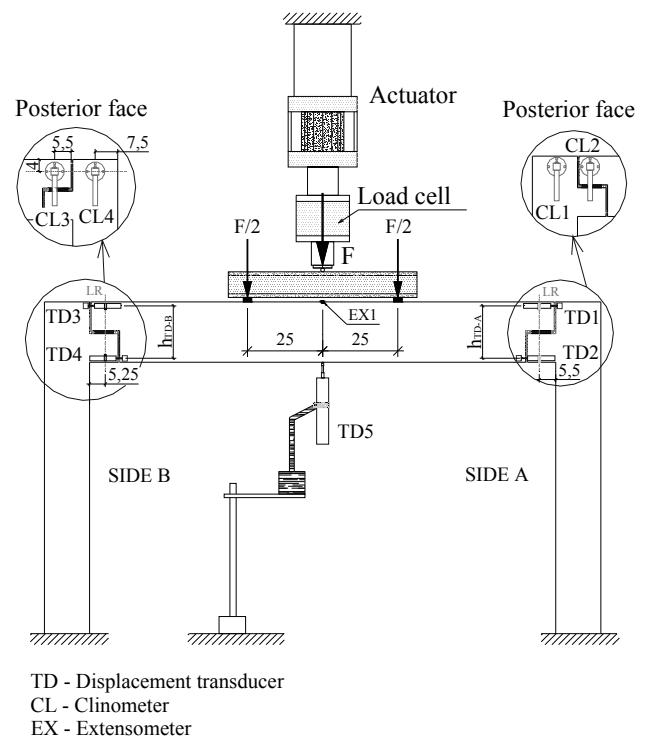 Posterior face
5,5
7,5
4
CL3
CL4
Actuator
Posterior face
CL2
CL1
Load cell
F/2
F
F/2
LR
TD3
TD4
hTD-B
5,25
EX1
25
25
LR
TD1
TD2
hTD-A
5,5
TD5
SIDE B
SIDE A
TD - Displacement transducer
CL - Clinometer
EX - Extensometer